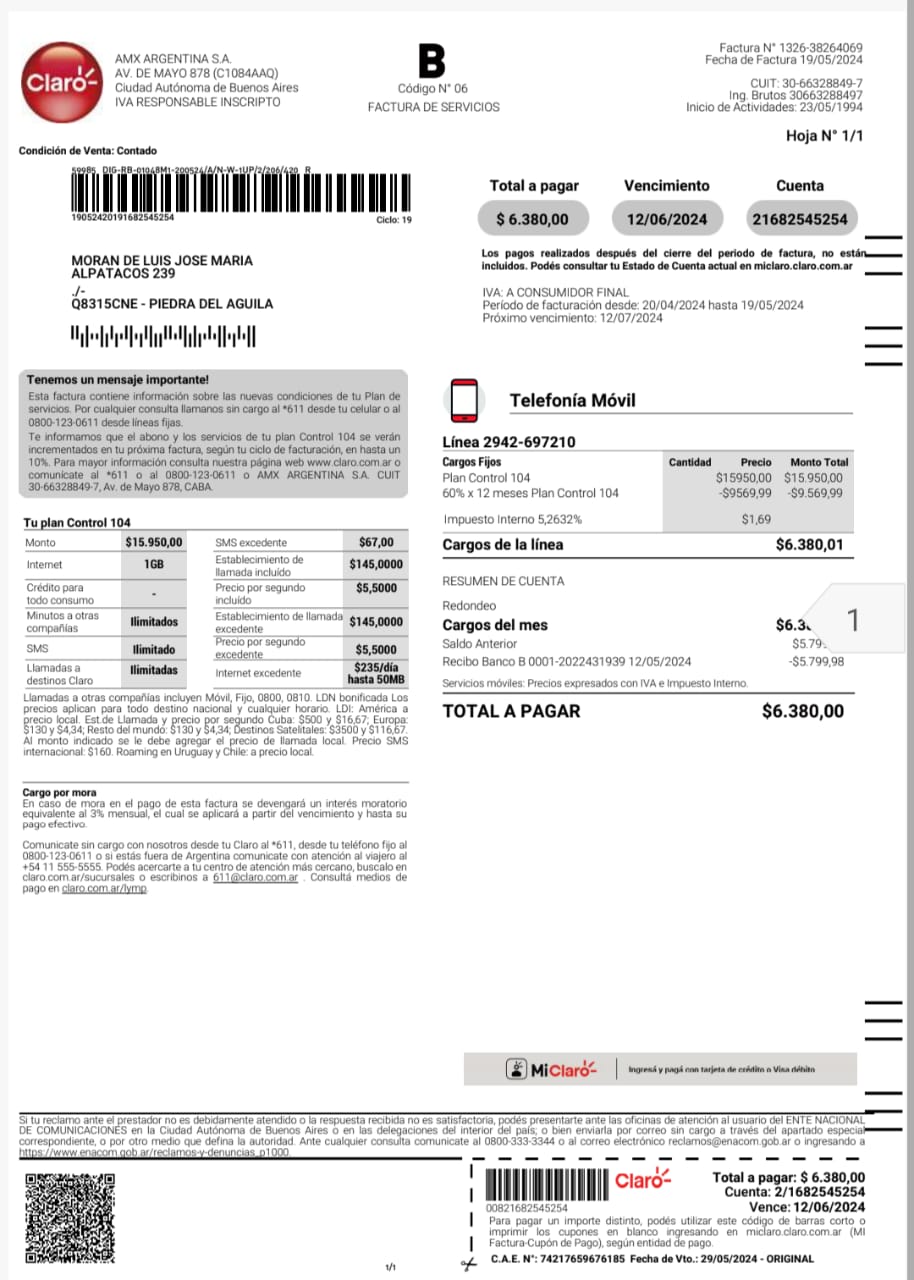 Claro
AMX ARGENTINA S.A.
AV. DE MAYO 878 (C1084AAQ)
Ciudad Autónoma de Buenos Aires
IVA RESPONSABLE INSCRIPTO
B
Código N° 06
FACTURA DE SERVICIOS
Factura N° 1326-38264069
Fecha de Factura 19/05/2024
CUIT: 30-66328849-7
Ing. Brutos 30663288497
Inicio de Actividades: 23/05/1994
Hoja N° 1/1
Condición de Venta: Contado
59985 DIG-RB-01048M1-200524/A/N-W-1UP/2/206/420 R
19052420191682545254
Ciclo: 19
Total a pagar Vencimiento Cuenta
$ 6.380,00 12/06/2024 21682545254
Los pagos realizados después del cierre del periodo de factura, no están
incluidos. Podés consultar tu Estado de Cuenta actual en miclaro.claro.com.ar
IVA: A CONSUMIDOR FINAL
Período de facturación desde: 20/04/2024 hasta 19/05/2024
Próximo vencimiento: 12/07/2024
MORAN DE LUIS JOSE MARIA
ALPATACOS 239
./-
Q8315CNE - PIEDRA DEL AGUILA
Tenemos un mensaje importante!
Esta factura contiene información sobre las nuevas condiciones de tu Plan de
servicios. Por cualquier consulta llamanos sin cargo al *611 desde tu celular o al
0800-123-0611 desde líneas fijas.
Te informamos que el abono y los servicios de tu plan Control 104 se verán
incrementados en tu próxima factura, según tu ciclo de facturación, en hasta un
10%. Para mayor información consulta nuestra página web www.claro.com.ar o
comunícate al *611 o al 0800-123-0611 o AMX ARGENTINA S.A. CUIT
30-66328849-7, Av. de Mayo 878, CABA.
Tu plan Control 104
Monto $15.950,00 SMS excedente $67,00
Internet 1GB Establecimiento de llamada incluído $145,0000
Crédito para todo consumo - Precio por segundo incluído $5,5000
Minutos a otras compañías Ilimitados Establecimiento de llamada excedente $145,0000
SMS Ilimitado Precio por segundo excedente $5,5000
Llamadas a destinos Claro Ilimitadas Internet excedente $235/día hasta 50MB
Llamadas a otras compañías incluyen Móvil, Fijo, 0800, 0810. LDN bonificada Los
precios aplican para todo destino nacional y cualquier horario. LDI: América a
precio local. Est.de Llamada y precio por segundo Cuba: $500 y $16,67; Europa:
$130 y $4,34; Resto del mundo: $130 y $4,34; Destinos Satelitales: $3500 y $116,67.
Al monto indicado se le debe agregar el precio de llamada local. Precio SMS
internacional: $160. Roaming en Uruguay y Chile: a precio local.
Cargo por mora
En caso de mora en el pago de esta factura se devengará un interés moratorio
equivalente al 3% mensual, el cual se aplicará a partir del vencimiento y hasta su
pago efectivo.
Comunicate sin cargo con nosotros desde tu Claro al *611, desde tu teléfono fijo al
0800-123-0611 o si estás fuera de Argentina comunicate con atención al viajero al
+54 11 555-5555. Podés acercarte a tu centro de atención más cercano, buscalo en
claro.com.ar/sucursales o escribinos a 611@claro.com.ar . Consultá medios de
pago en claro.com.ar/lymp.
Telefonía Móvil
Línea 2942-697210
Cargos Fijos Cantidad Precio Monto Total
Plan Control 104 $15950,00 $15.950,00
60% x 12 meses Plan Control 104 -$9569,99 -$9.569,99
Impuesto Interno 5,2632% $1,69
Cargos de la línea $6.380,01
RESUMEN DE CUENTA
Redondeo
Cargos del mes
Saldo Anterior
Recibo Banco B 0001-2022431939 12/05/2024 -$5.799,98
Servicios móviles: Precios expresados con IVA e Impuesto Interno.
TOTAL A PAGAR $6.380,00
1
MiClaro
Ingresá y pagá con tarjeta de crédito o Visa débito
Si tu reclamo ante el prestador no es debidamente atendido o la respuesta recibida no es satisfactoria, podés presentarte ante las oficinas de atención al usuario del ENTE NACIONAL
DE COMUNICACIONES en la Ciudad Autónoma de Buenos Aires o en las delegaciones del interior del país; o bien enviarla por correo sin cargo a través del apartado especial
correspondiente, o por otro medio que defina la autoridad. Ante cualquier consulta comunicate al 0800-333-3344 o al correo electrónico reclamos@enacom.gob.ar o ingresando a
https://www.enacom.gob.ar/reclamos-y-denuncias_p1000.
1/1
00821682545254
Claro
Total a pagar: $ 6.380,00
Cuenta: 2/1682545254
Vence: 12/06/2024
Para pagar un importe distinto, podés utilizar este código de barras corto o
imprimir los cupones en blanco ingresando en miclaro.claro.com.ar (MI
Factura-Cupón de Pago), según entidad de pago.
C.A.E. N°: 74217659676185 Fecha de Vto.: 29/05/2024 - ORIGINAL